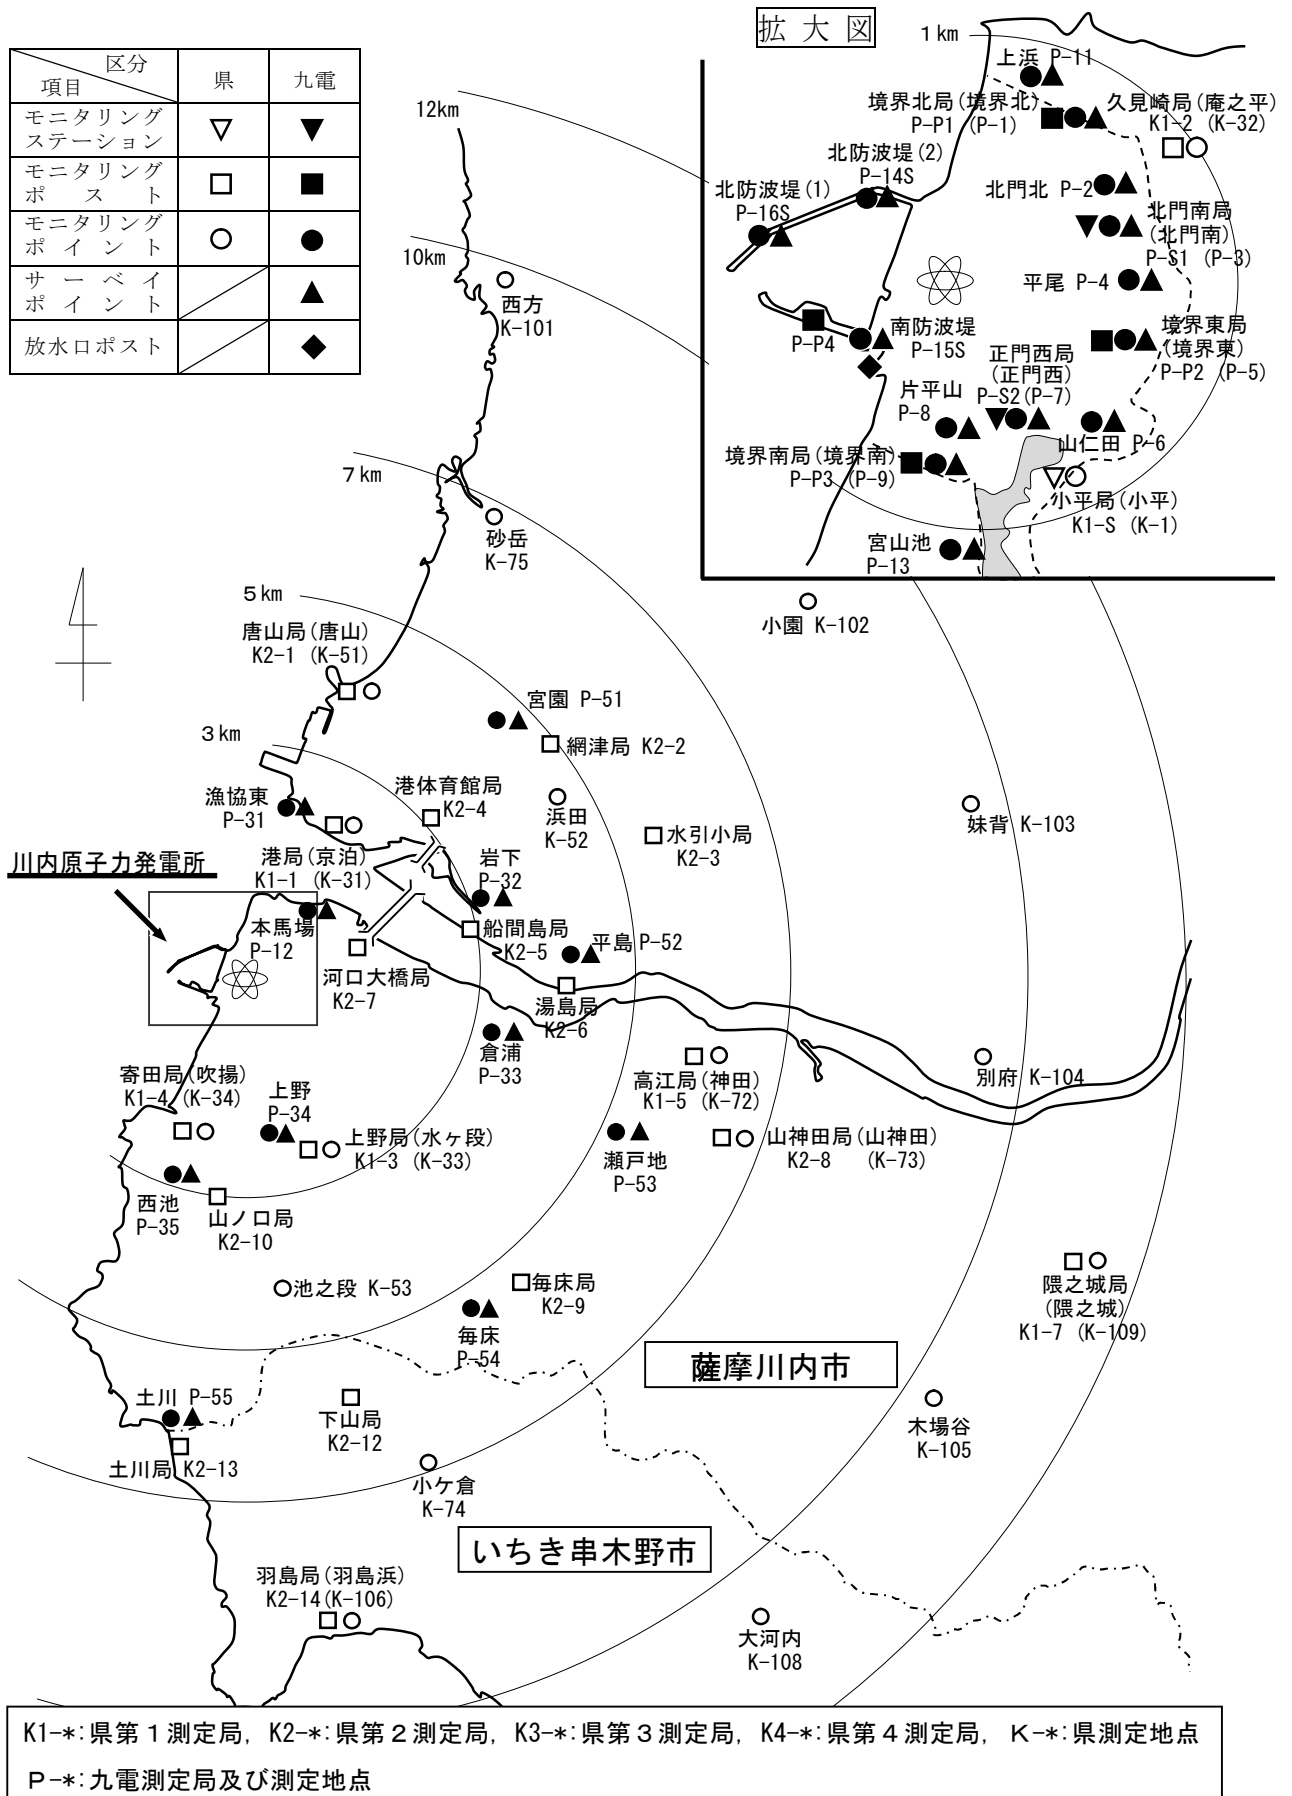 区分
項目
県
九電
モニタリング
ステーション
モニタリング
ポスト
モニタリング
ポイント
サーベイ
ポイント
放水口ポスト
拡大図
1km
上浜 P-11
境界北局(境界北)
P-P1 (P-1)
久見崎局(庵之平)
K1-2 (K-32)
北防波堤(2)
P-14S
北防波堤(1)
P-16S
北門北 P-2
北門南局
(北門南)
P-S1 (P-3)
平尾 P-4
P-P4
南防波堤
P-15S
境界東局
(境界東)
P-P2 (P-5)
正門西局
(正門西)
P-S2(P-7)
片平山
P-8
山仁田 P-6
境界南局(境界南)
P-P3 (P-9)
小平局(小平)
K1-S (K-1)
宮山池
P-13
12km
10km
西方
K-101
7km
砂岳
K-75
5km
小園 K-102
唐山局(唐山)
K2-1 (K-51)
宮園 P-51
3km
網津局 K2-2
漁協東
P-31
港体育館局
K2-4
浜田
K-52
妹背 K-103
水引小局
K2-3
川内原子力発電所
港局(京泊)
K1-1 (K-31)
岩下
P-32
本馬場
P-12
船間島局
K2-5
平島 P-52
河口大橋局
K2-7
湯島局
K2-6
倉浦
P-33
寄田局(吹揚)
K1-4 (K-34)
上野
P-34
高江局(神田)
K1-5 (K-72)
別府 K-104
上野局(水ヶ段)
K1-3 (K-33)
瀬戸地
P-53
山神田局(山神田)
K2-8 (K-73)
西池
P-35
山ノ口局
K2-10
池之段 K-53
毎床局
K2-9
隈之城局
(隈之城)
K1-7 (K-109)
毎床
P-54
薩摩川内市
土川 P-55
下山局
K2-12
木場谷
K-105
土川局 K2-13
小ケ倉
K-74
いちき串木野市
羽島局(羽島浜)
K2-14(K-106)
大河内
K-108
K1-*:県第１測定局, K2-*:県第２測定局, K3-*:県第３測定局, K4-*:県第４測定局, Ｋ-*:県測定地点
Ｐ-*:九電測定局及び測定地点